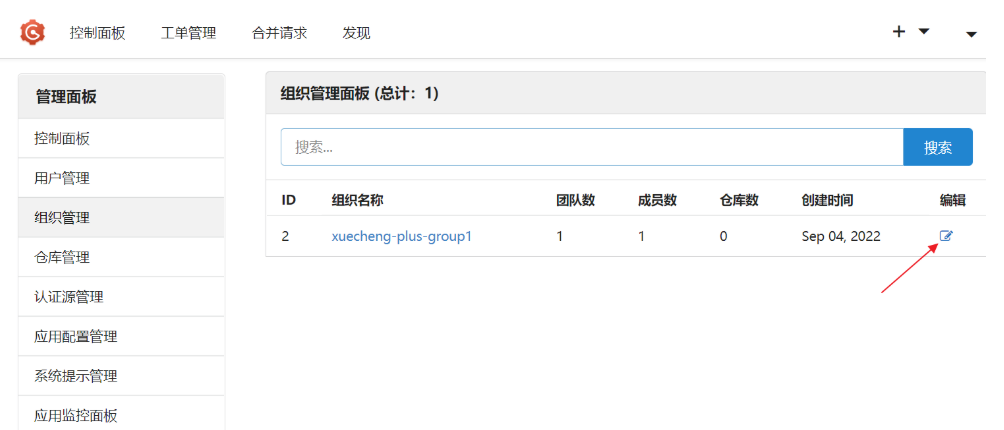 控制面板 工单管理 合并请求 发现
管理面板
控制面板
用户管理
组织管理
仓库管理
认证源管理
应用配置管理
系统提示管理
应用监控面板
组织管理面板 (总计：1)
搜索... 搜索
ID 组织名称 团队数 成员数 仓库数 创建时间 编辑
2 xuecheng-plus-group1 1 1 0 Sep 04, 2022